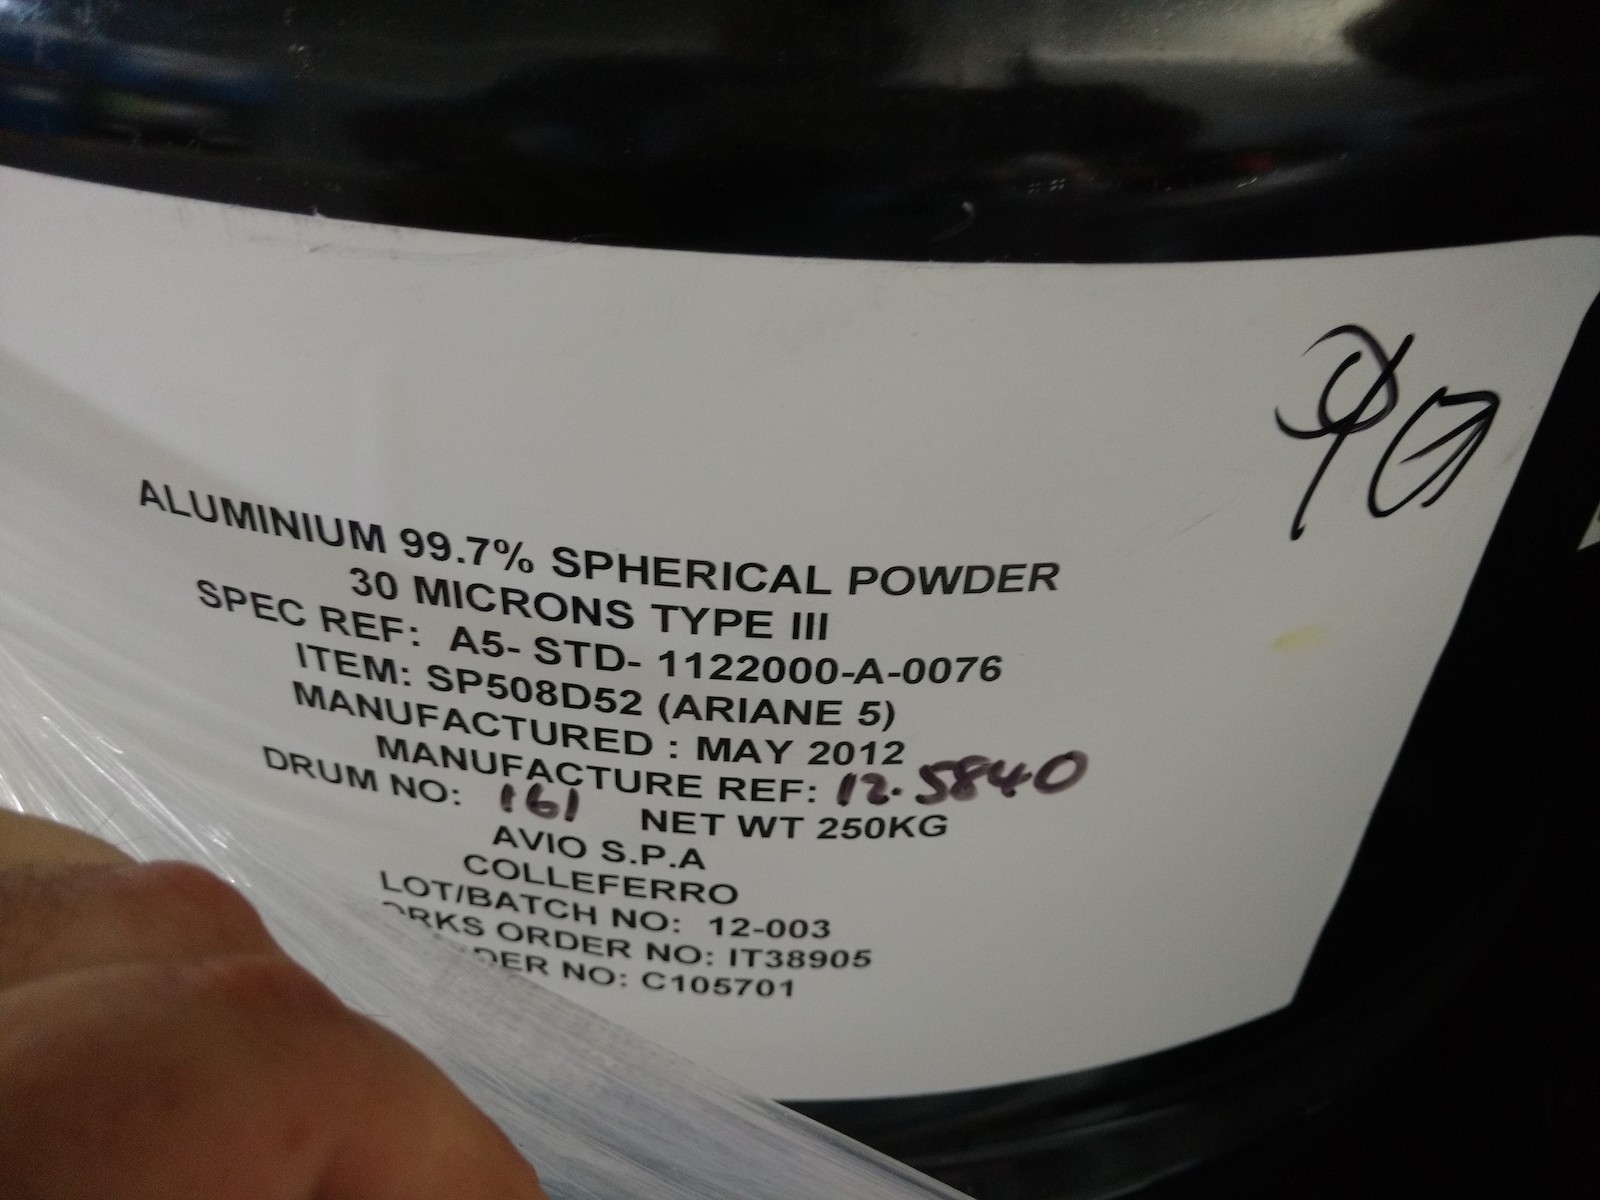 ALUMINIUM 99.7% SPHERICAL POWDER
30 MICRONS TYPE III
SPEC REF: A5- STD- 1122000-A-0076
ITEM: SP508D52 (ARIANE 5)
MANUFACTURED : MAY 2012
MANUFACTURE REF: 12.5840
DRUM NO: 161 NET WT 250KG
AVIO S.P.A
COLLEFERRO
LOT/BATCH NO: 12-003
ORKS ORDER NO: IT38905
DER NO: C105701